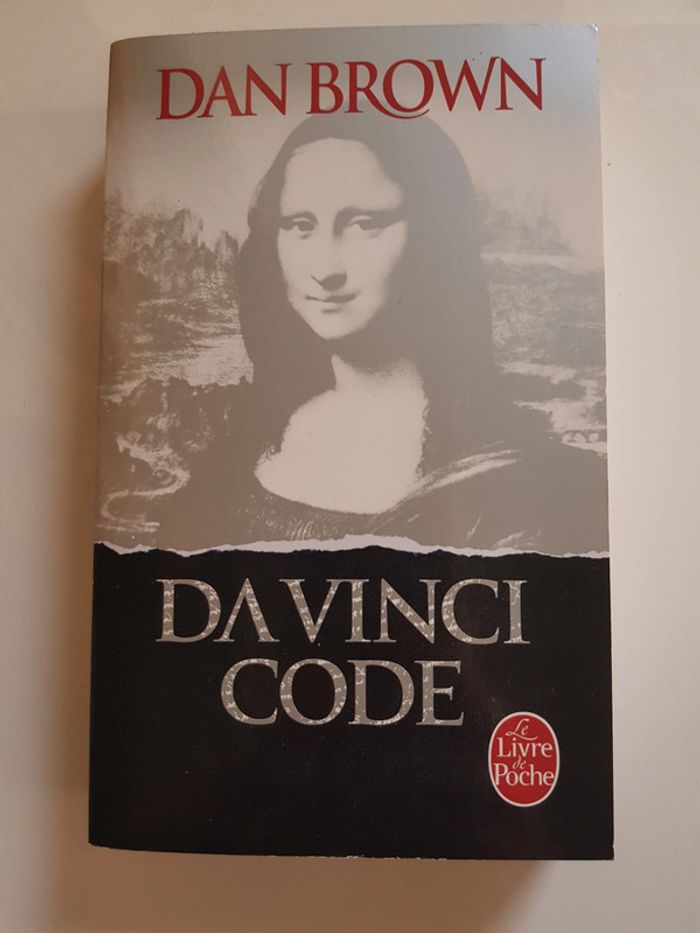 DAN BROWN
DA VINCI
CODE
Le
Livre
de
Poche